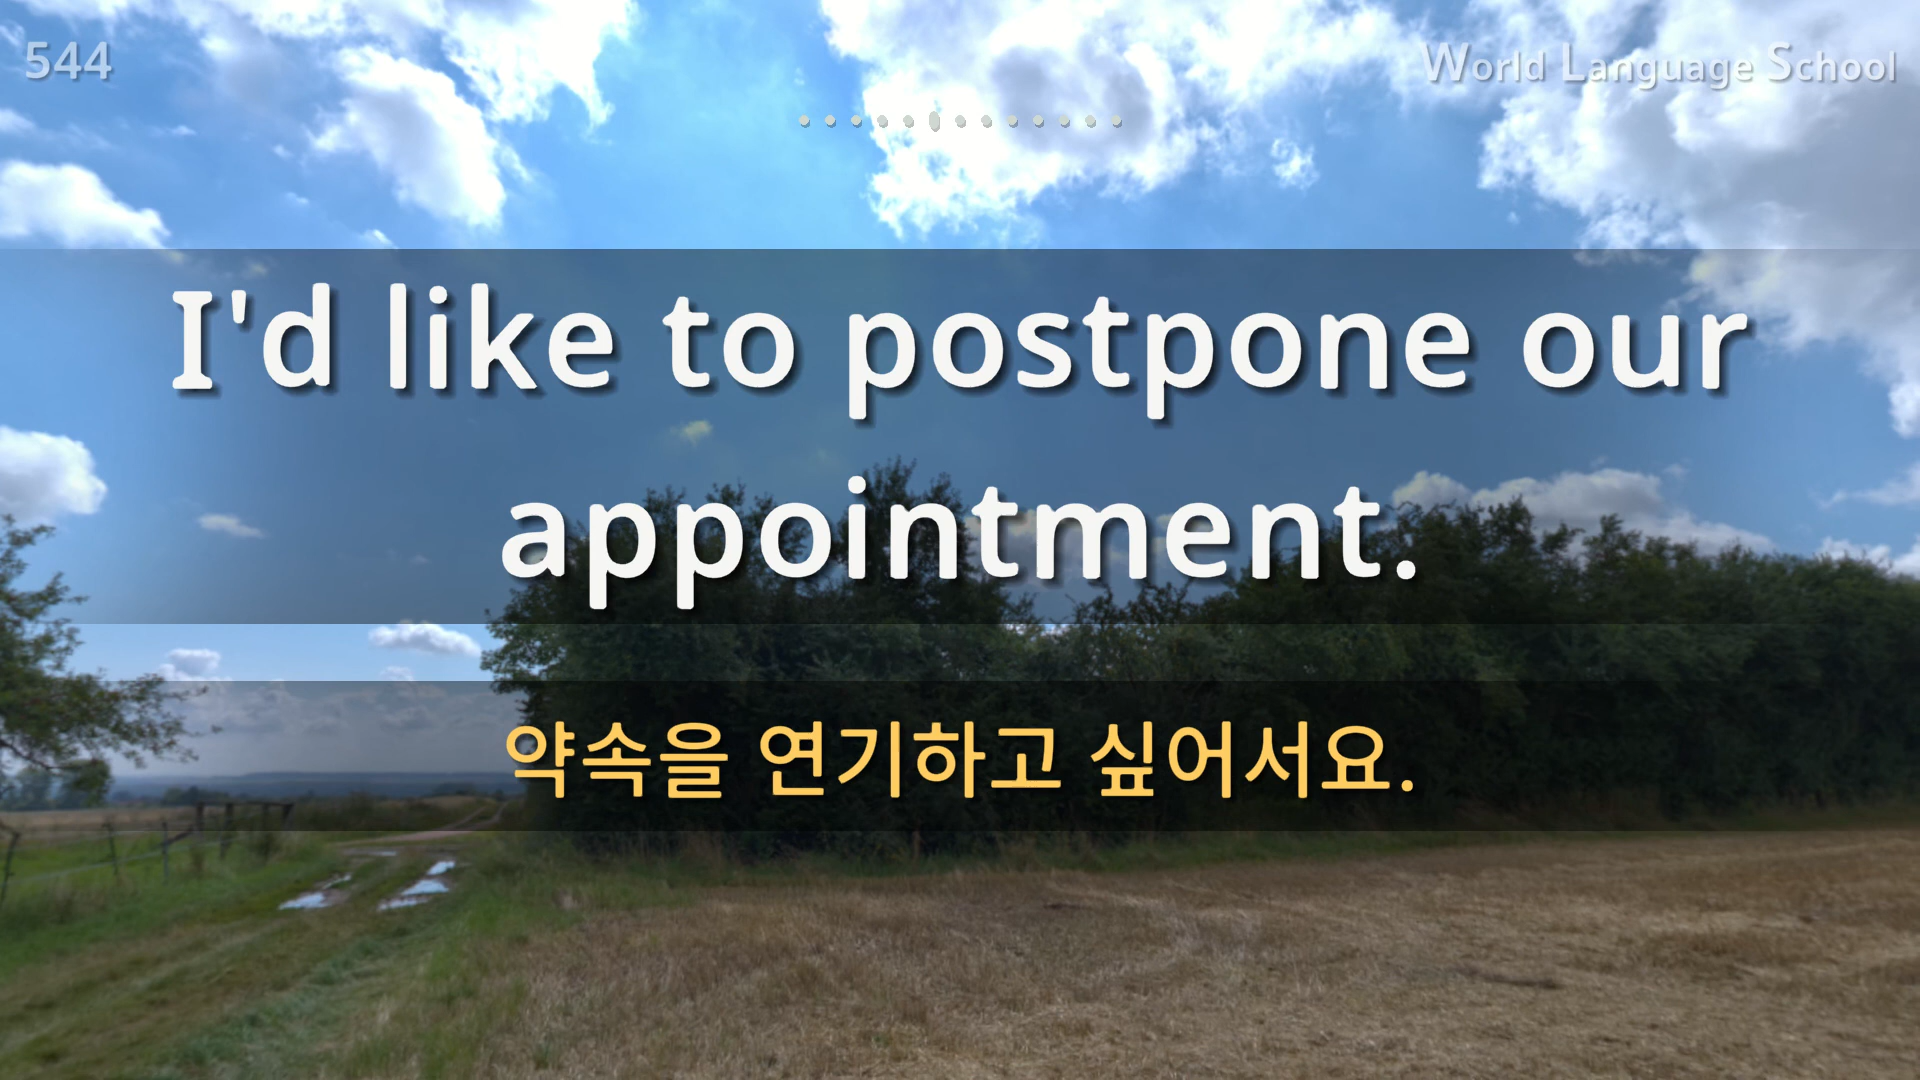 544
World Language School
I'd like to postpone our
appointment.
약속을 연기하고 싶어서요.